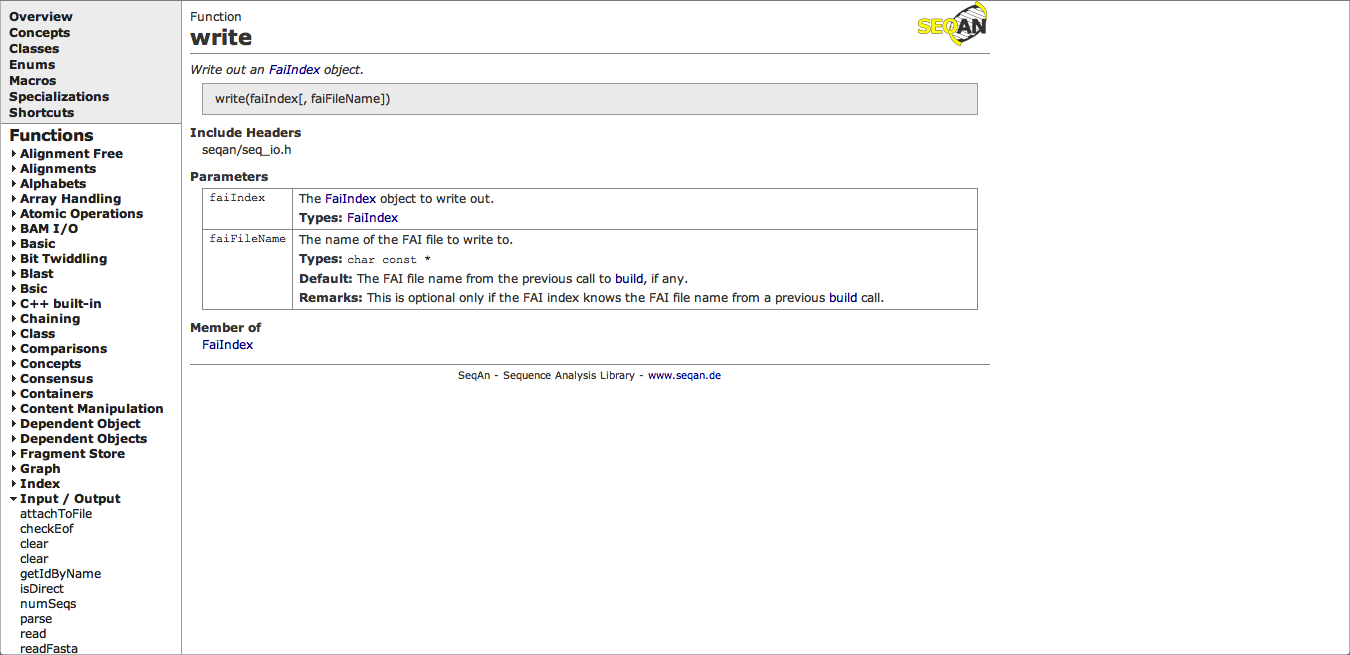 Overview
Concepts
Classes
Enums
Macros
Specializations
Shortcuts
Functions
Alignment Free
Alignments
Alphabets
Array Handling
Atomic Operations
BAM I/O
Basic
Bit Twiddling
Blast
Bsic
C++ built-in
Chaining
Class
Comparisons
Concepts
Consensus
Containers
Content Manipulation
Dependent Object
Dependent Objects
Fragment Store
Graph
Index
Input / Output
attachToFile
checkEof
clear
clear
getIdByName
isDirect
numSeqs
parse
read
readFasta
Function
write
SEQAN
Write out an FaiIndex object.
write(faiIndex[, faiFileName])
Include Headers
seqan/seq_io.h
Parameters
faiIndex The FaiIndex object to write out.
Types: FaiIndex
faiFileName The name of the FAI file to write to.
Types: char const *
Default: The FAI file name from the previous call to build, if any.
Remarks: This is optional only if the FAI index knows the FAI file name from a previous build call.
Member of
FaiIndex
SeqAn - Sequence Analysis Library - www.seqan.de